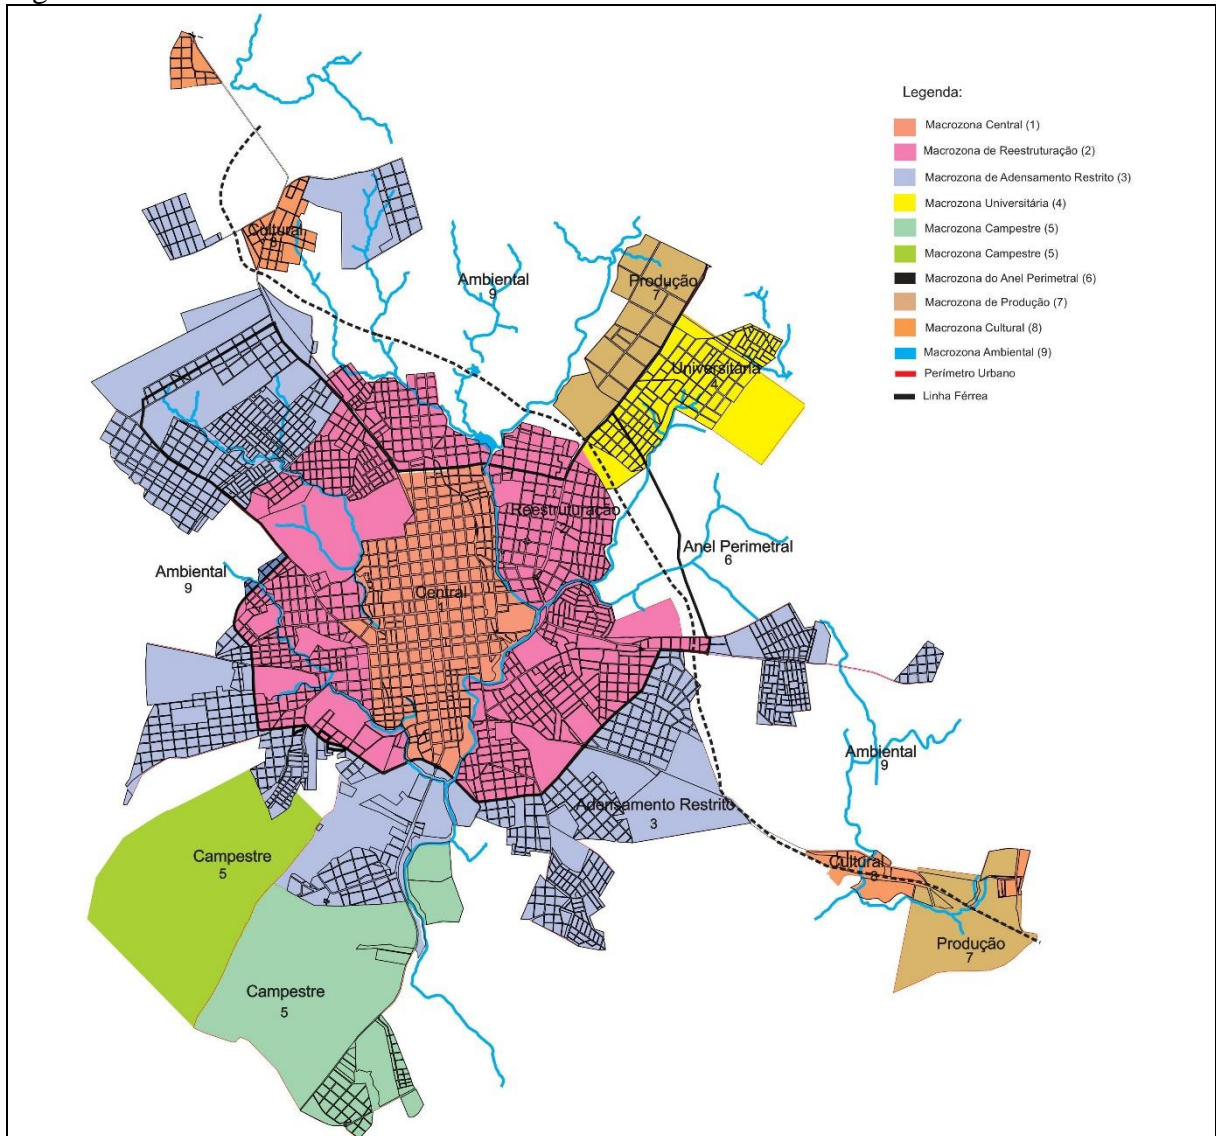 Legenda:
Macrozona Central (1)
Macrozona de Reestruturação (2)
Macrozona de Adensamento Restrito (3)
Macrozona Universitária (4)
Macrozona Campestre (5)
Macrozona Campestre (5)
Macrozona do Anel Perimetral (6)
Macrozona de Produção (7)
Macrozona Cultural (8)
Macrozona Ambiental (9)
Perímetro Urbano
Linha Férrea
Cultural
8
Ambiental
9
Produção
7
Universitária
4
Reestruturação
2
Anel Perimetral
6
Ambiental
9
Central
1
Ambiental
9
Adensamento Restrito
3
Campestre
5
Cultural
8
Produção
7
Campestre
5